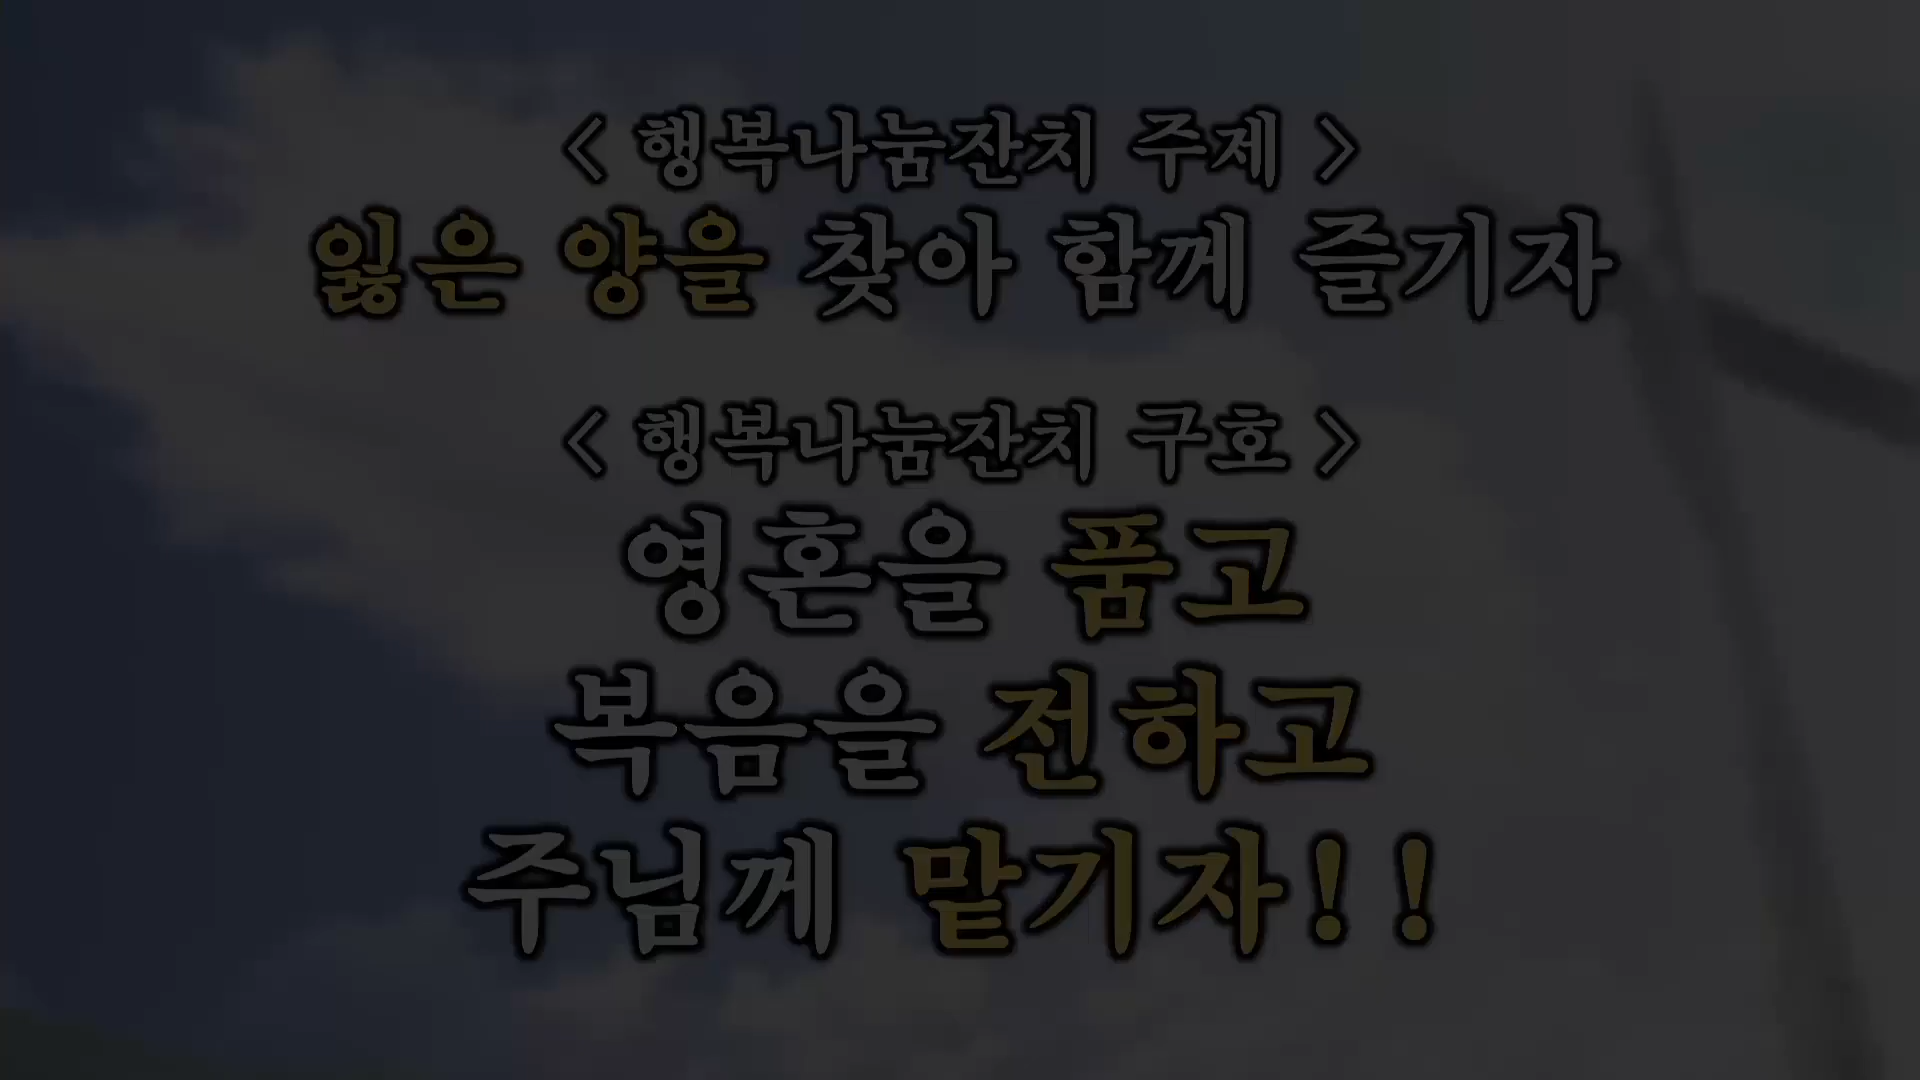 < 행복나눔잔치 주제 >
잃은 양을 찾아 함께 즐기자
< 행복나눔잔치 구호 >
영혼을 품고
복음을 전하고
주님께 맡기자!!